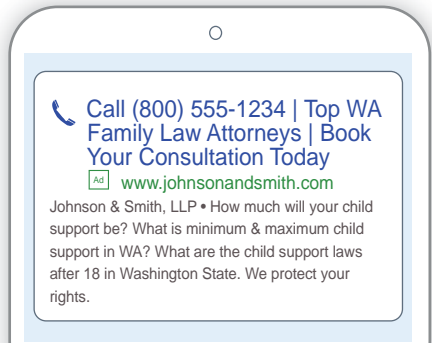 Call (800) 555-1234 | Top WA
Family Law Attorneys | Book
Your Consultation Today
Ad www.johnsonandsmith.com
Johnson & Smith, LLP • How much will your child
support be? What is minimum & maximum child
support in WA? What are the child support laws
after 18 in Washington State. We protect your
rights.